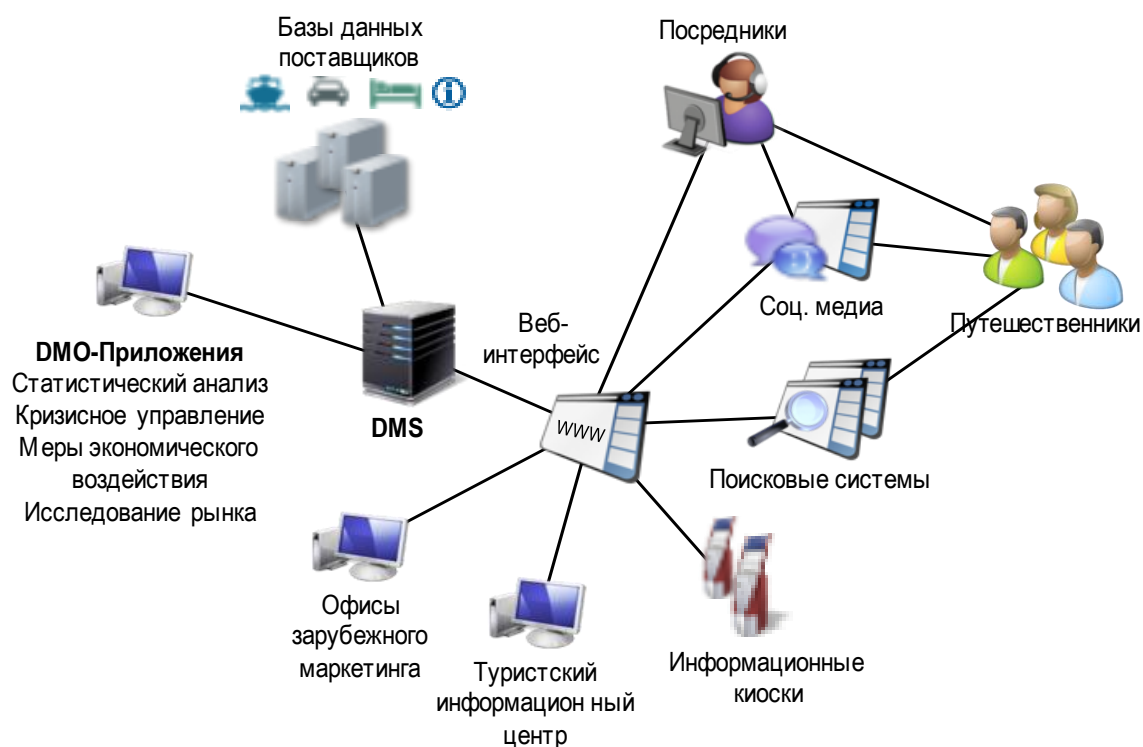 Базы данных
поставщиков
Посредники
Соц. медиа
Путешественники
Веб-
интерфейс
www
DMO-Приложения
Статистический анализ
Кризисное управление
Меры экономического
воздействия
Исследование рынка
DMS
Поисковые системы
Офисы
зарубежного
маркетинга
Туристский
информацион ный
центр
Информационные
киоски